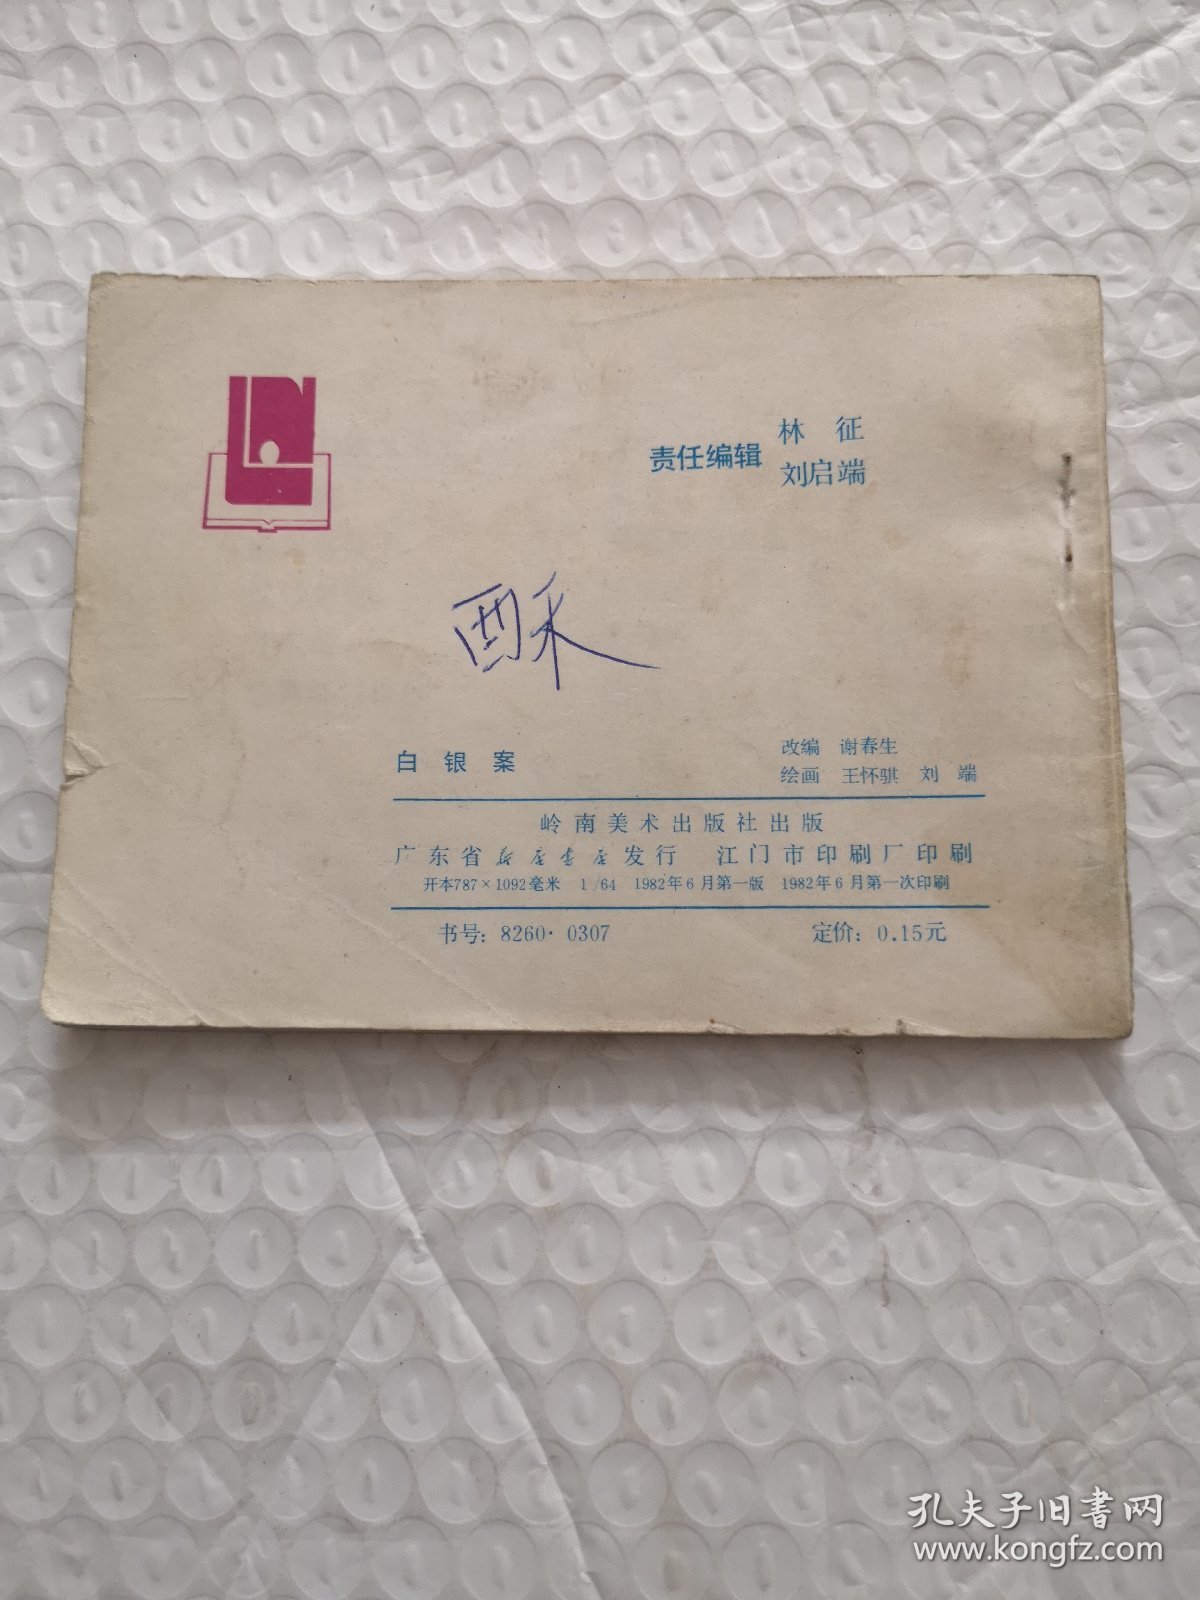 责任编辑
林 征
刘启端
酥
白银案
改编 谢春生
绘画 王怀骐 刘 端
岭南美术出版社出版
广东省新华书店发行 江门市印刷厂印刷
开本787×1092毫米 1/64 1982年6月第一版 1982年6月第一次印刷
书号：8260·0307 定价：0.15元
孔夫子旧书网
www.kongfz.com